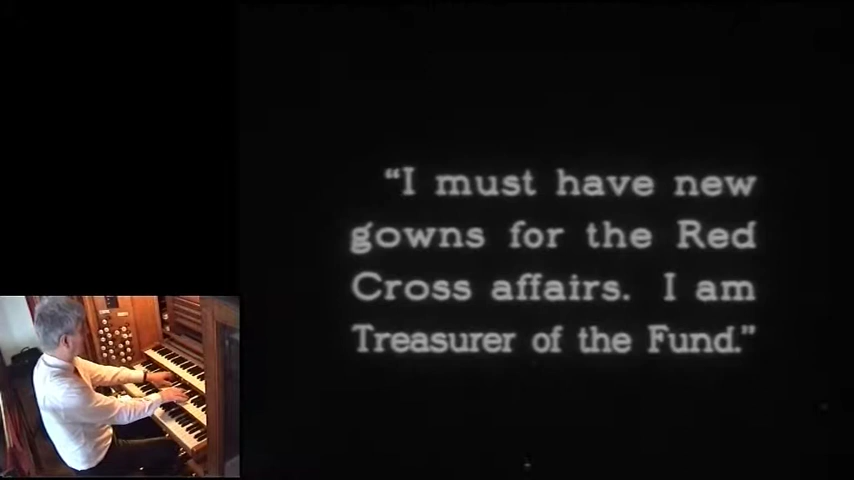 “I must have new
gowns for the Red
Cross affairs. I am
Treasurer of the Fund.”